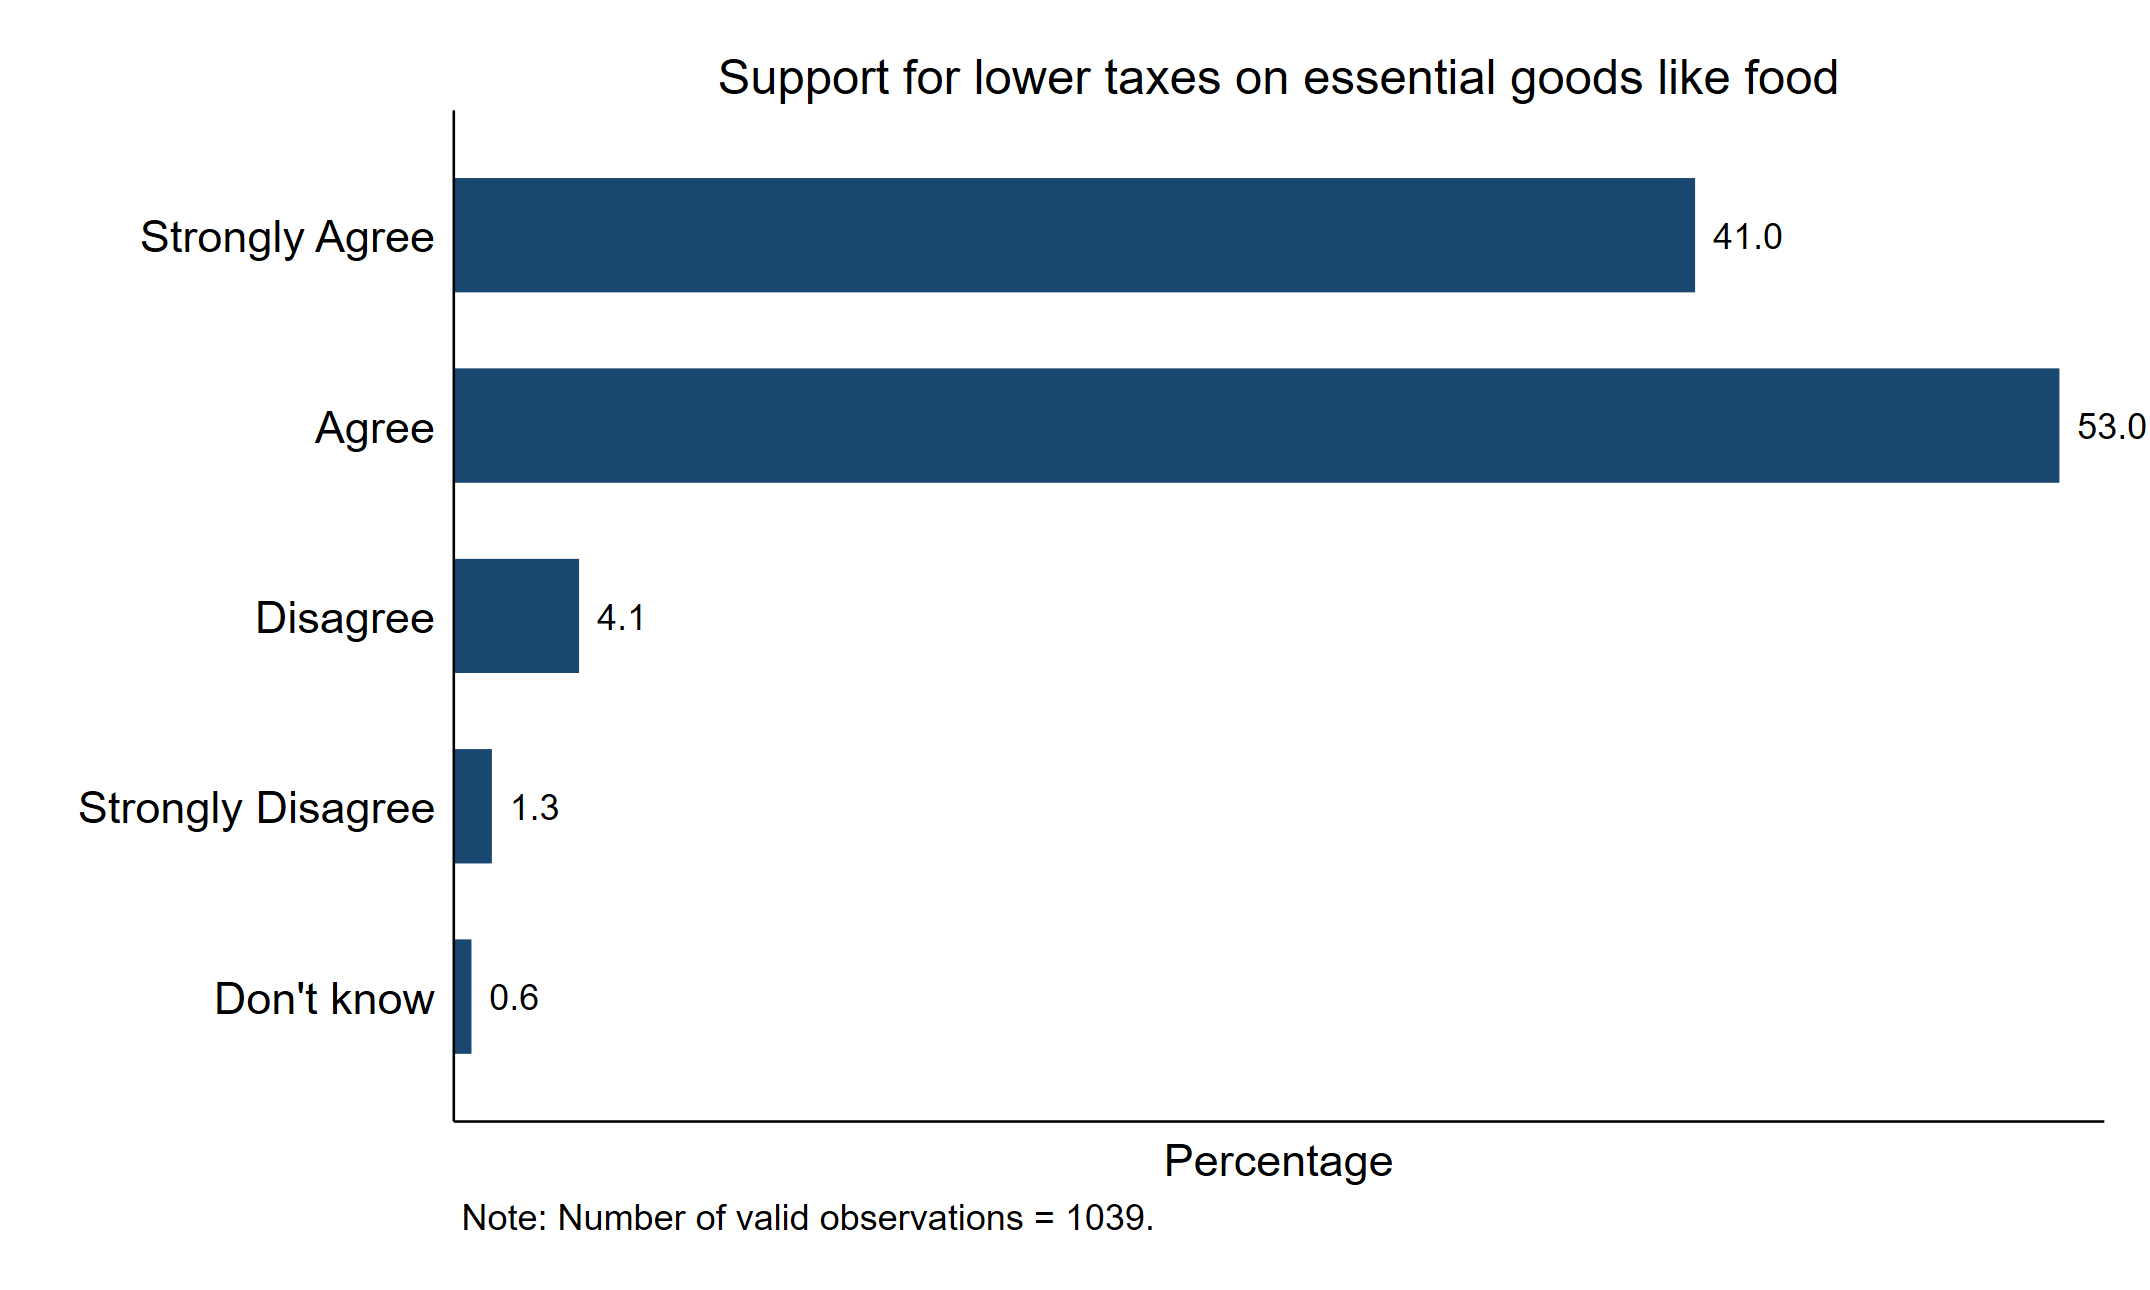 Support for lower taxes on essential goods like food
Strongly Agree 41.0
Agree 53.0
Disagree 4.1
Strongly Disagree 1.3
Don't know 0.6
Percentage
Note: Number of valid observations = 1039.